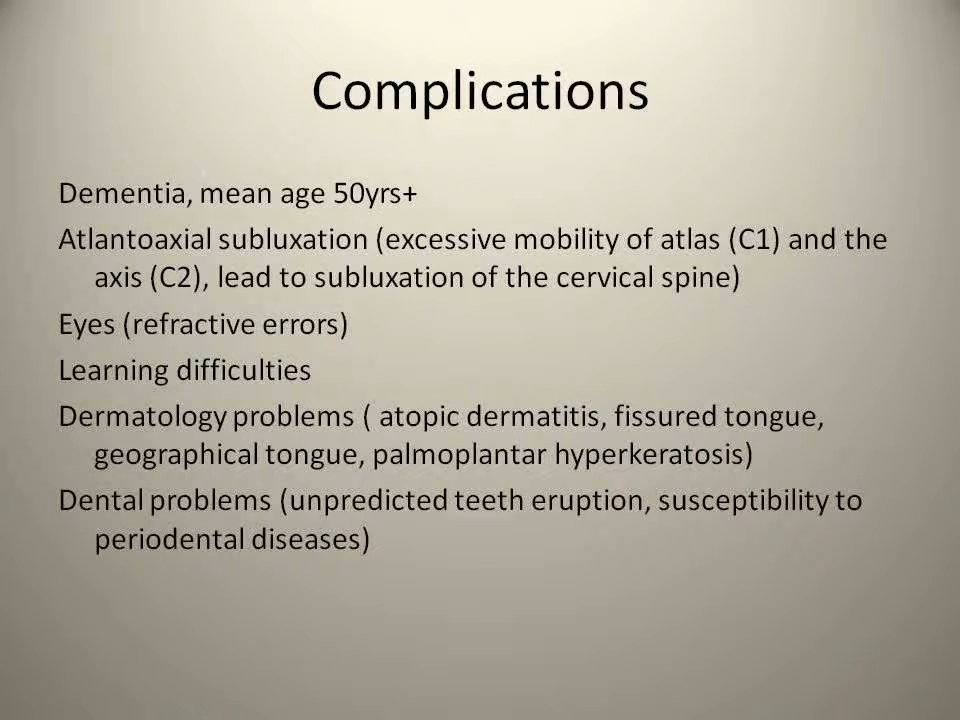 Complications
Dementia, mean age 50yrs+
Atlantoaxial subluxation (excessive mobility of atlas (C1) and the
axis (C2), lead to subluxation of the cervical spine)
Eyes (refractive errors)
Learning difficulties
Dermatology problems ( atopic dermatitis, fissured tongue,
geographical tongue, palmoplantar hyperkeratosis)
Dental problems (unpredicted teeth eruption, susceptibility to
periodental diseases)